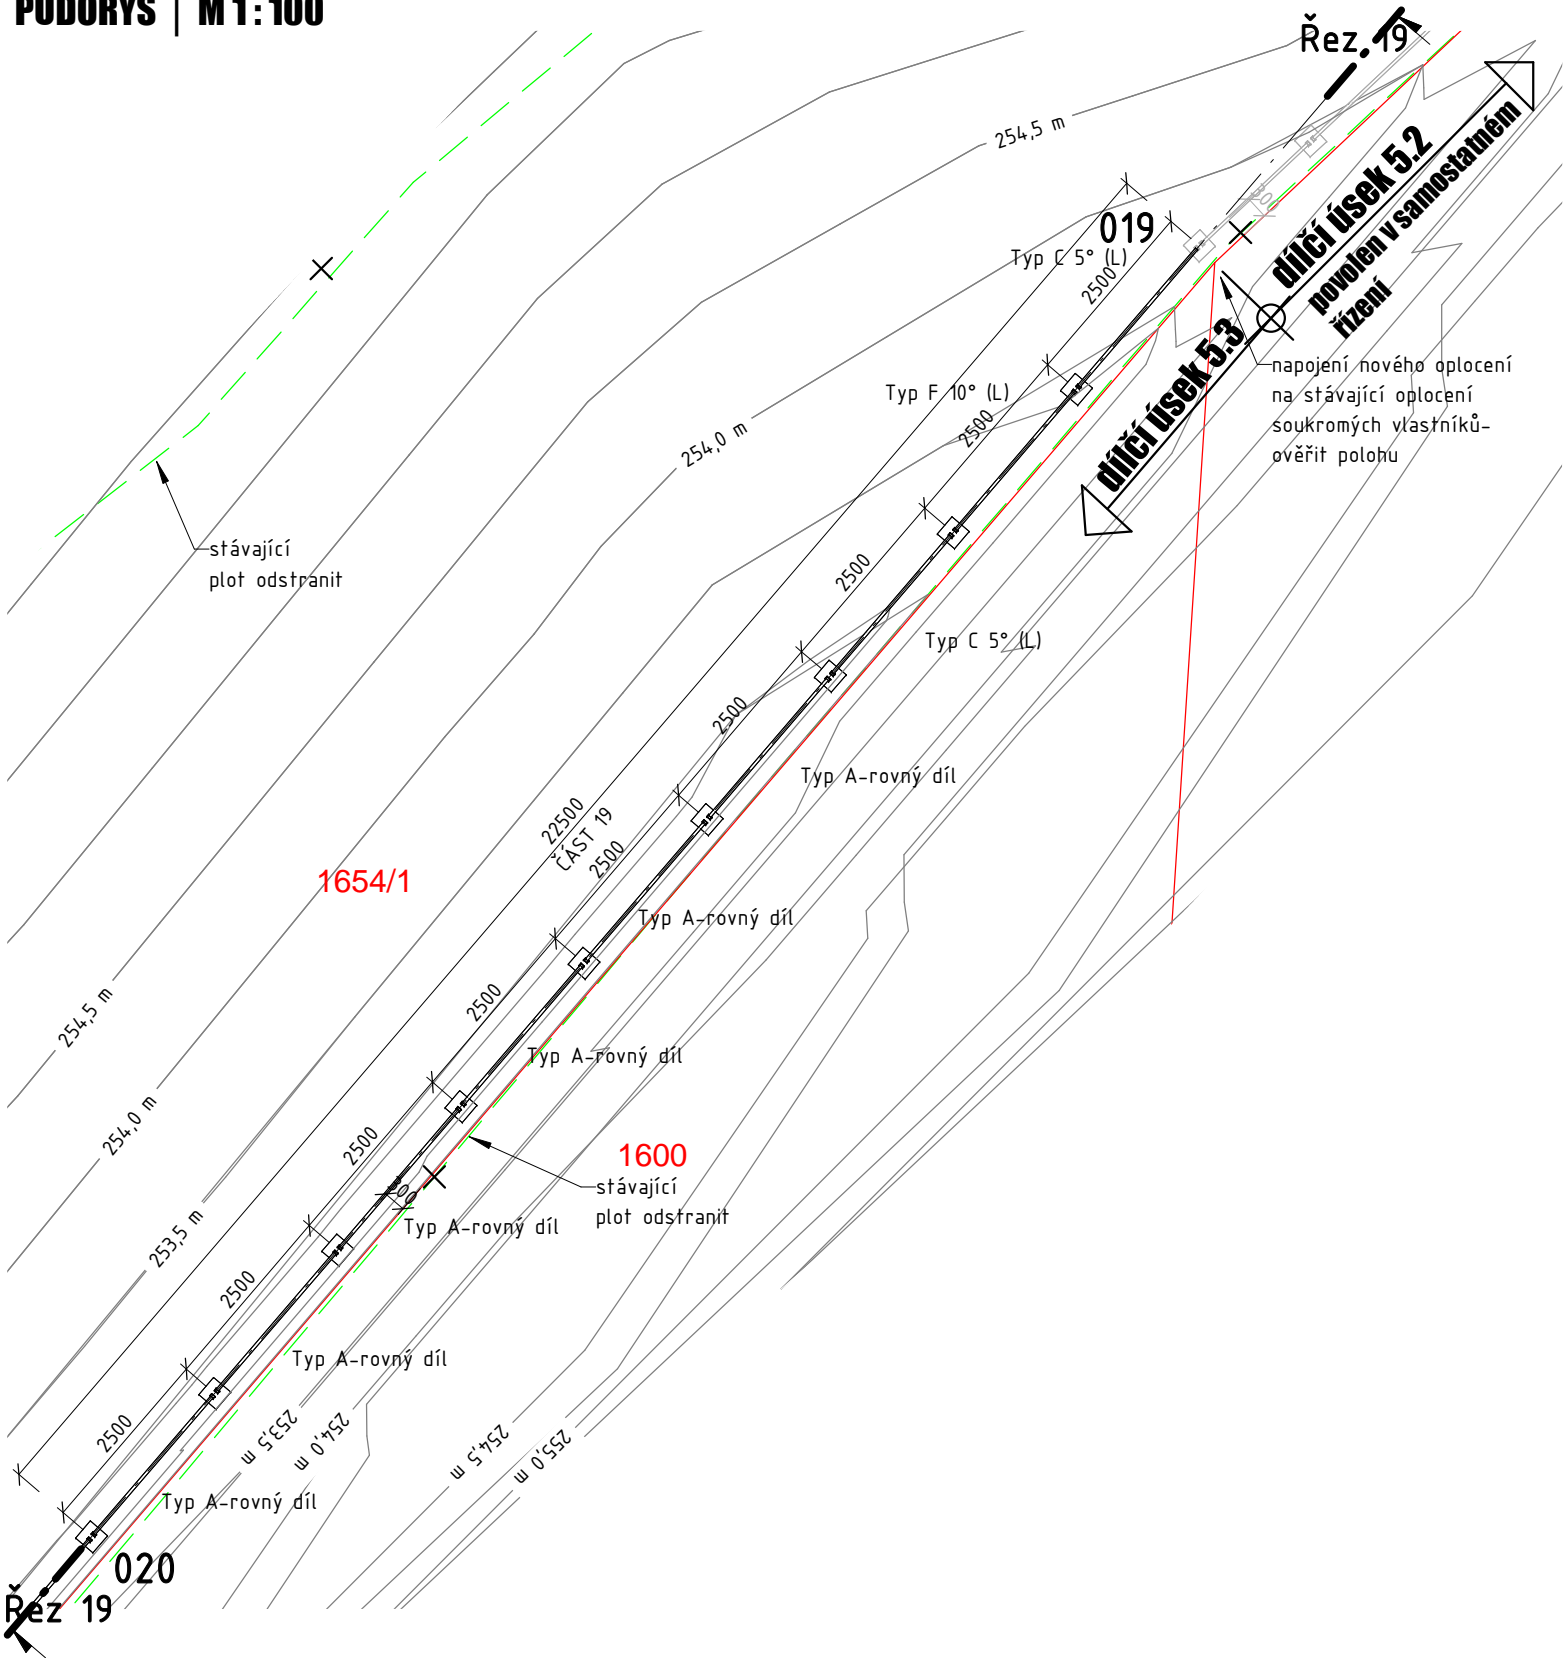 PŮDORYS | M 1:100
Řez 19
254,5 m
019
Typ C 5° (L)
2500
dílčí úsek 5.2
povolen v samostatném
řízení
dílčí úsek 5.3
napojení nového oplocení
na stávající oplocení
soukromých vlastníků-
ověřit polohu
Typ F 10° (L)
2500
254,0 m
stávající
plot odstranit
2500
Typ C 5° (L)
2500
Typ A-rovný díl
22500
ČÁST 19
2500
1654/1
Typ A-rovný díl
2500
254,5 m
Typ A-rovný díl
254,0 m
2500
1600
stávající
plot odstranit
Typ A-rovný díl
253,5 m
2500
Typ A-rovný díl
2500
253,5 m
254,0 m
254,5 m
255,0 m
Typ A-rovný díl
020
Řez 19